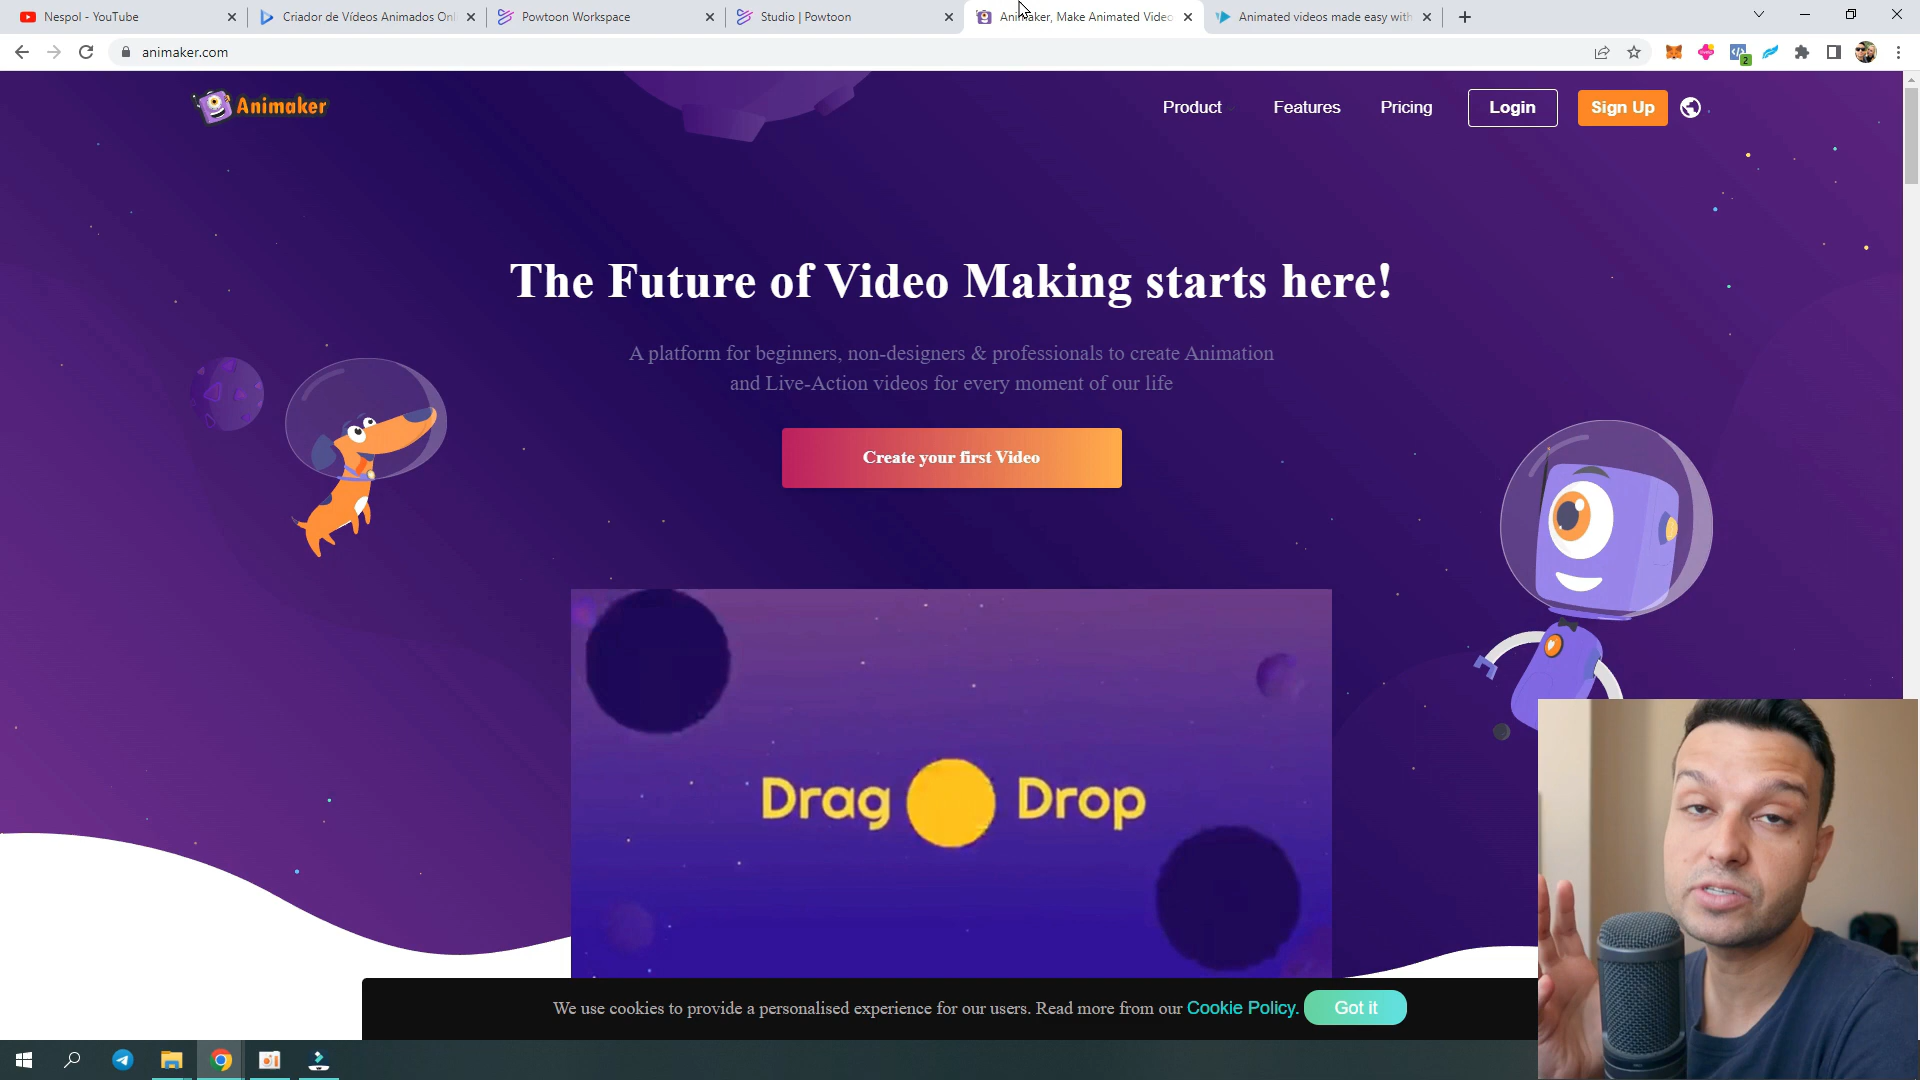 Nespol - YouTube
Criador de Vídeos Animados Onl
Powtoon Workspace
Studio | Powtoon
Animaker, Make Animated Video
Animated videos made easy with
animaker.com
2
Animaker
Product
Features
Pricing
Login
Sign Up
The Future of Video Making starts here!
A platform for beginners, non-designers & professionals to create Animation
and Live-Action videos for every moment of our life
Create your first Video
Drag
Drop
We use cookies to provide a personalised experience for our users. Read more from our Cookie Policy.
Got it